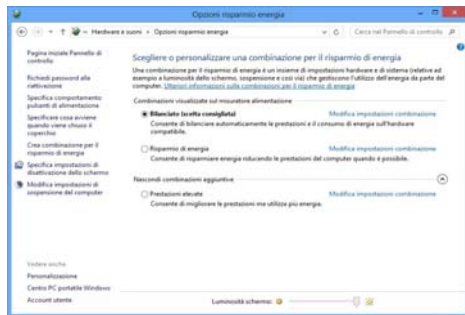 Opzioni risparmio energia
Hardware e suoni
Opzioni risparmio energia
Cerca nel Pannello di controllo
Pagina iniziale Pannello di
controllo
Richiedi password alla
riattivazione
Specifica comportamento
pulsanti di alimentazione
Specificare cosa avviene
quando viene chiuso il
coperchio
Crea combinazione per il
risparmio di energia
Specifica impostazioni di
disattivazione dello schermo
Modifica impostazioni di
sospensione del computer
Scegliere o personalizzare una combinazione per il risparmio di energia
Una combinazione per il risparmio di energia è un insieme di impostazioni hardware e di sistema (relative ad
esempio a luminosità dello schermo, sospensione e così via) che gestiscono l'utilizzo dell'energia da parte del
computer. Ulteriori informazioni sulle combinazioni per il risparmio di energia
Combinazioni visualizzate sul misuratore alimentazione
Bilanciato (scelta consigliata) Modifica impostazioni combinazione
Consente di bilanciare automaticamente le prestazioni e il consumo di energia sull'hardware
compatibile.
Risparmio di energia Modifica impostazioni combinazione
Consente di risparmiare energia riducendo le prestazioni del computer quando è possibile.
Nascondi combinazioni aggiuntive
Prestazioni elevate Modifica impostazioni combinazione
Consente di migliorare le prestazioni ma utilizza più energia.
Vedere anche
Personalizzazione
Centro PC portatile Windows
Account utente
Luminosità schermo: